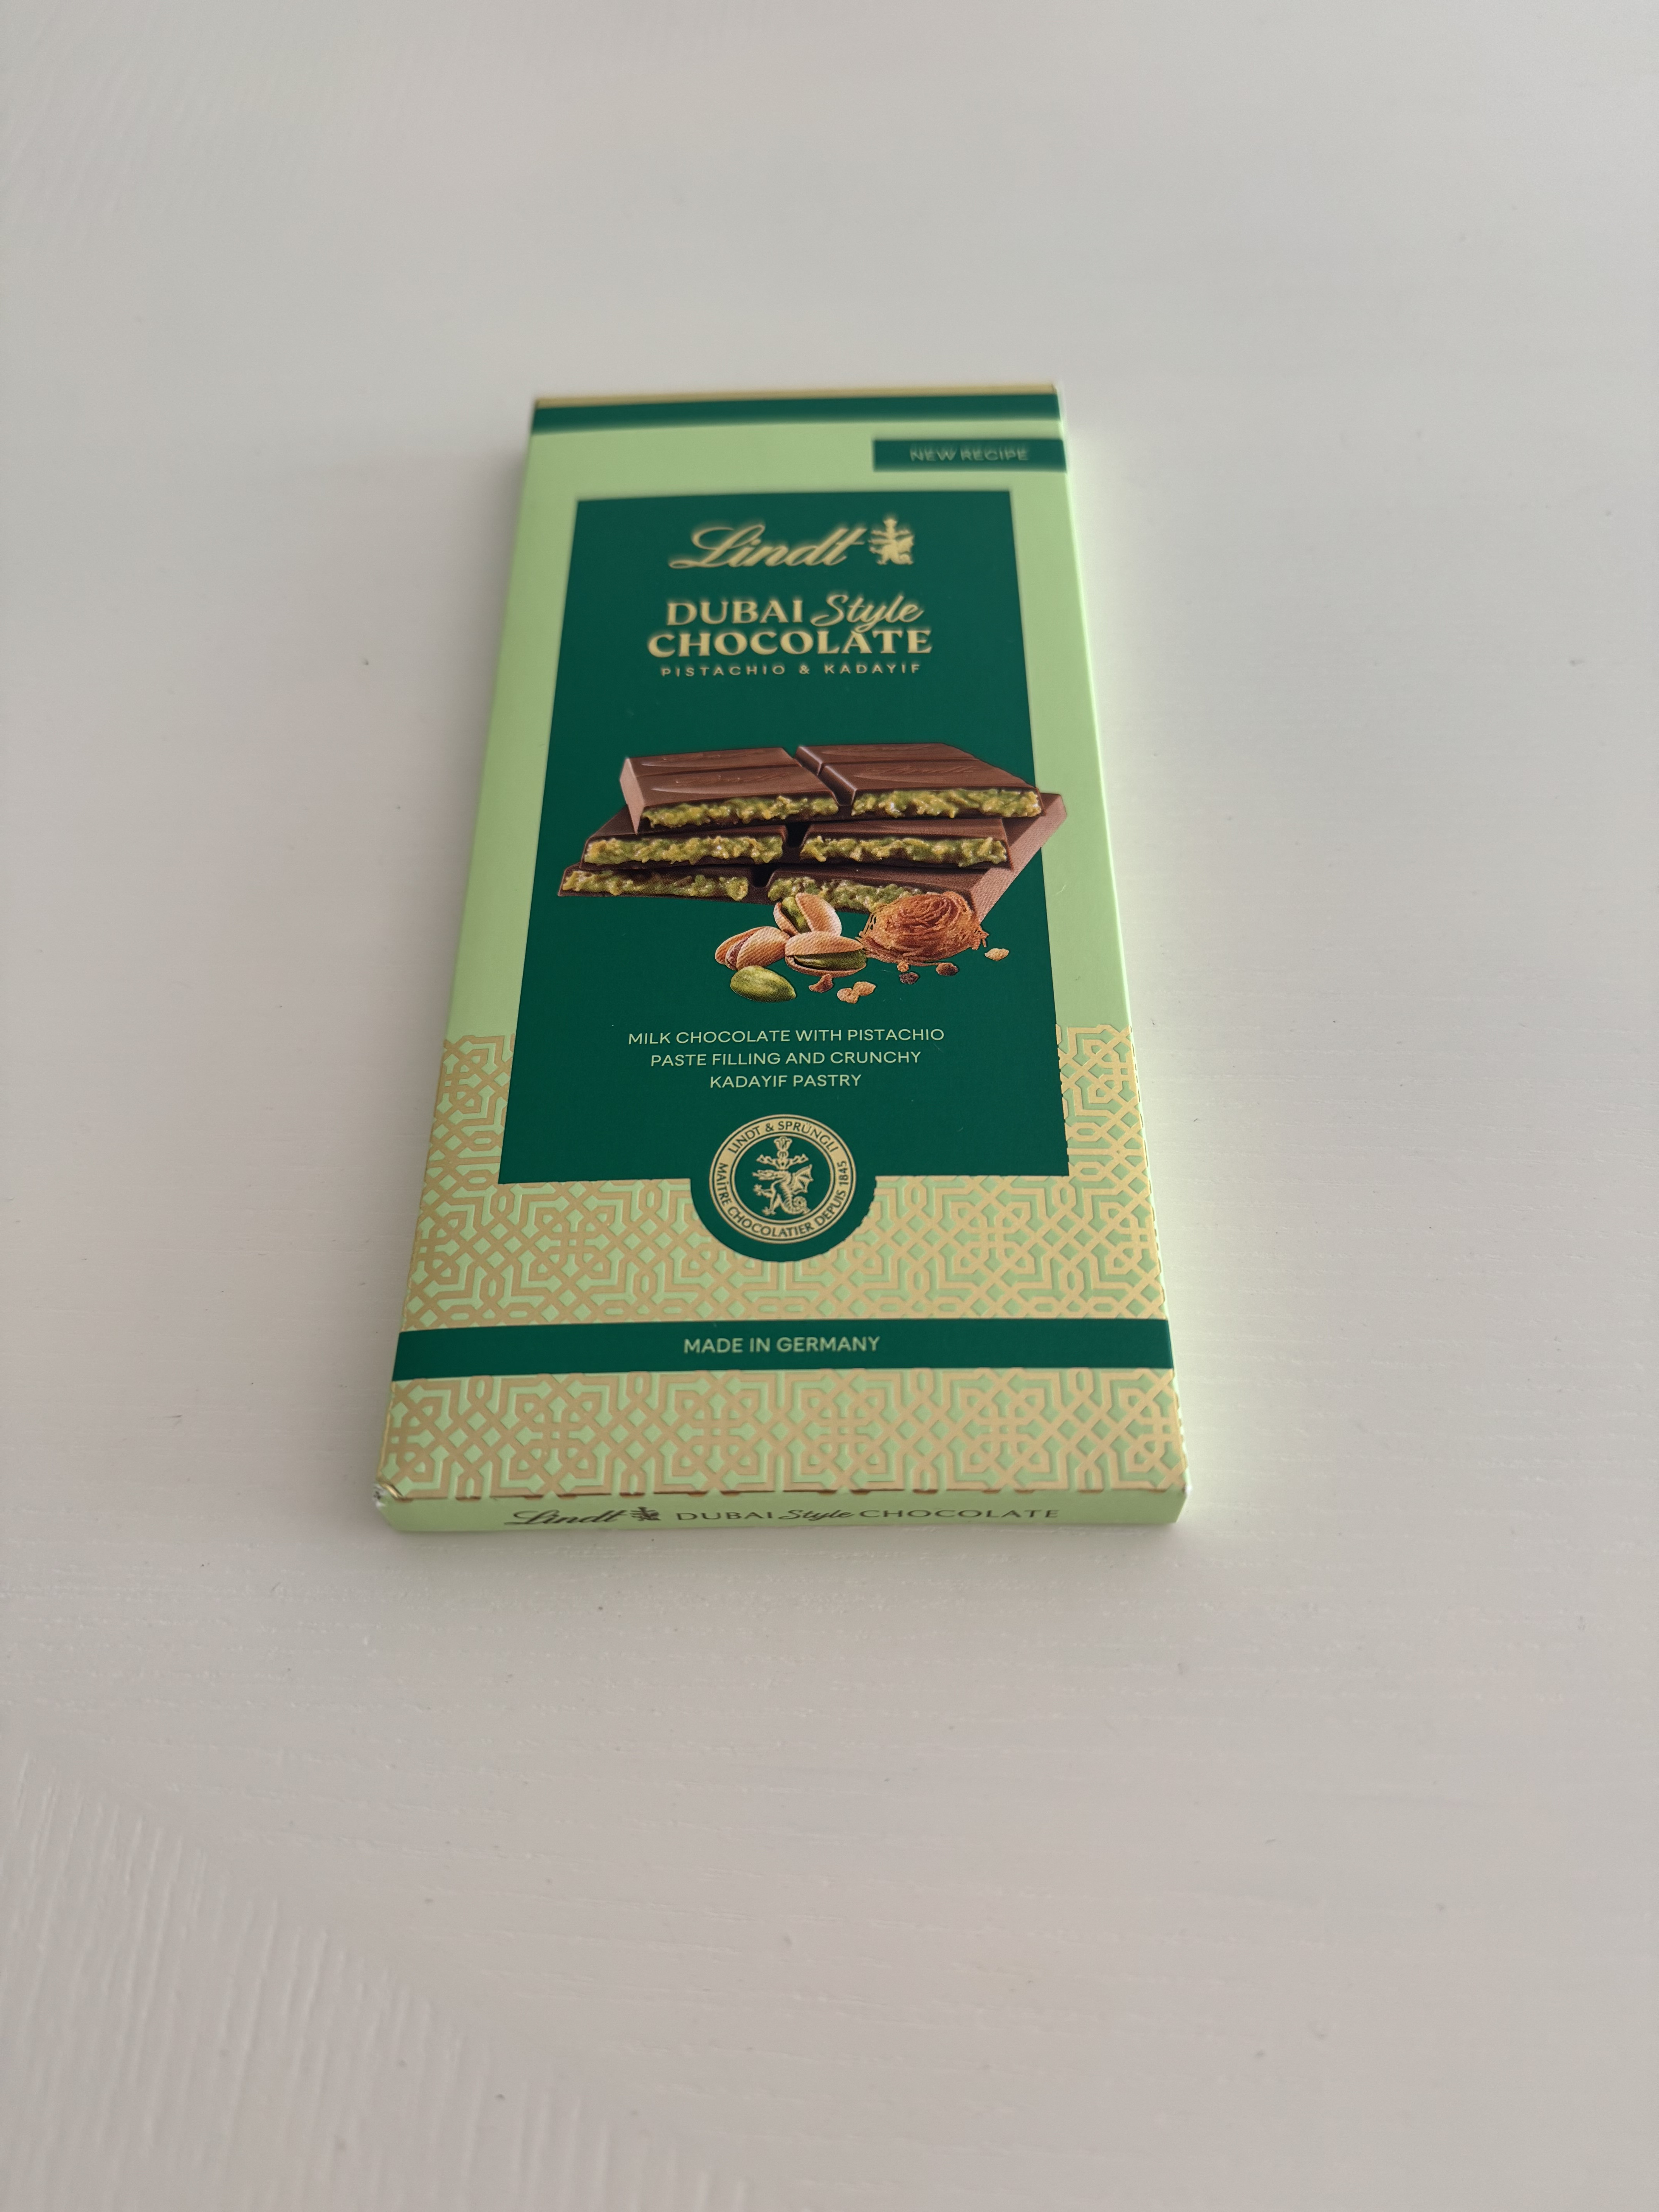 NEW RECIPE
Lindt
DUBAI Style
CHOCOLATE
PISTACHIO & KADAYIF
MILK CHOCOLATE WITH PISTACHIO
PASTE FILLING AND CRUNCHY
KADAYIF PASTRY
LINDT & SPRÜNGLI
MAÎTRE CHOCOLATIER DEPUIS 1845
MADE IN GERMANY
Lindt DUBAI Style CHOCOLATE